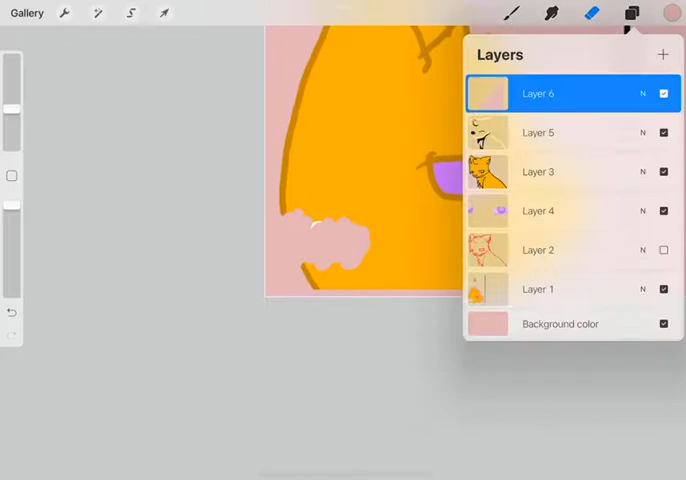 Gallery
Layers
Layer 6 N
Layer 5 N
Layer 3 N
Layer 4 N
Layer 2 N
Layer 1 N
Background color